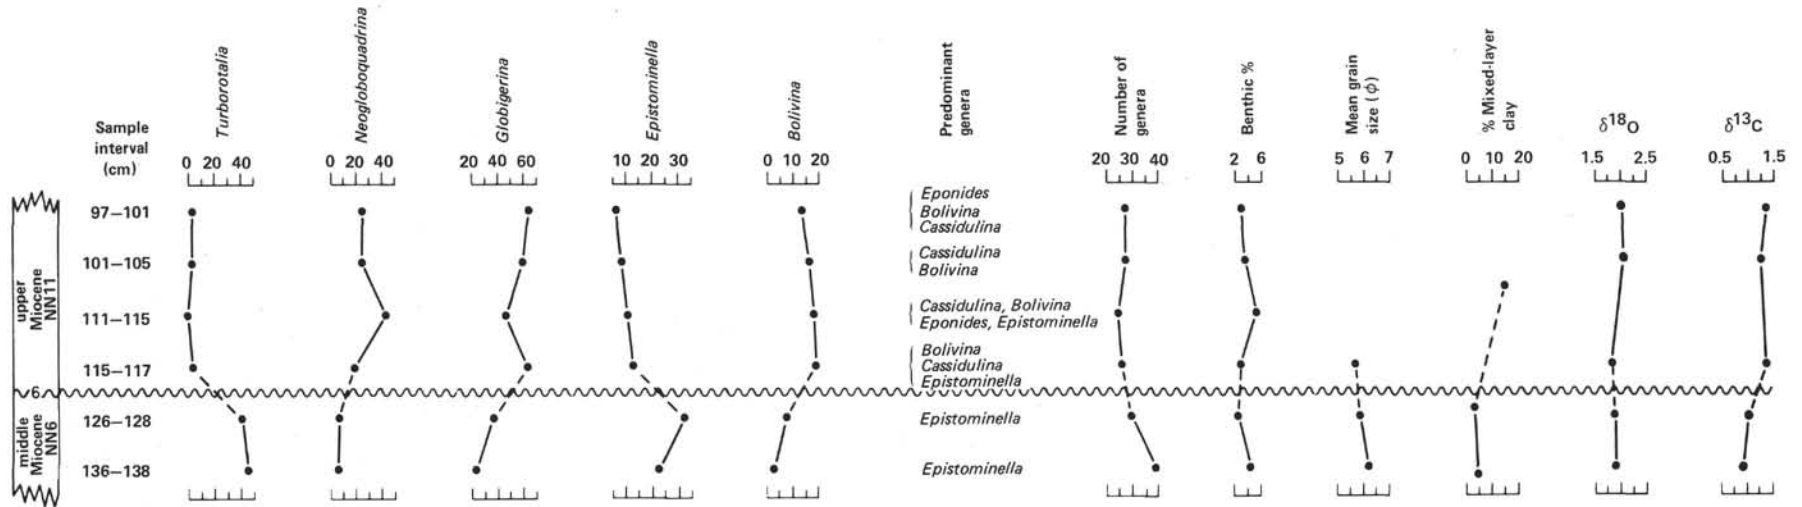 Sample
interval
(cm)
Turborotalia
Neogloboquadrina
Globigerina
Epistominella
Bolivina
Predominant
genera
Number of
genera
Benthic %
Mean grain
size (ϕ)
% Mixed-layer
clay
δ18O
δ13C
0 20 40
0 20 40
20 40 60
10 20 30
0 10 20
20 30 40
2 6
5 6 7
0 10 20
1.5 2.5
0.5 1.5
upper
Miocene
NN11
97–101
Eponides
Bolivina
Cassidulina
101–105
Cassidulina
Bolivina
111–115
Cassidulina, Bolivina
Eponides, Epistominella
115–117
Bolivina
Cassidulina
Epistominella
6
middle
Miocene
NN6
126–128
Epistominella
136–138
Epistominella